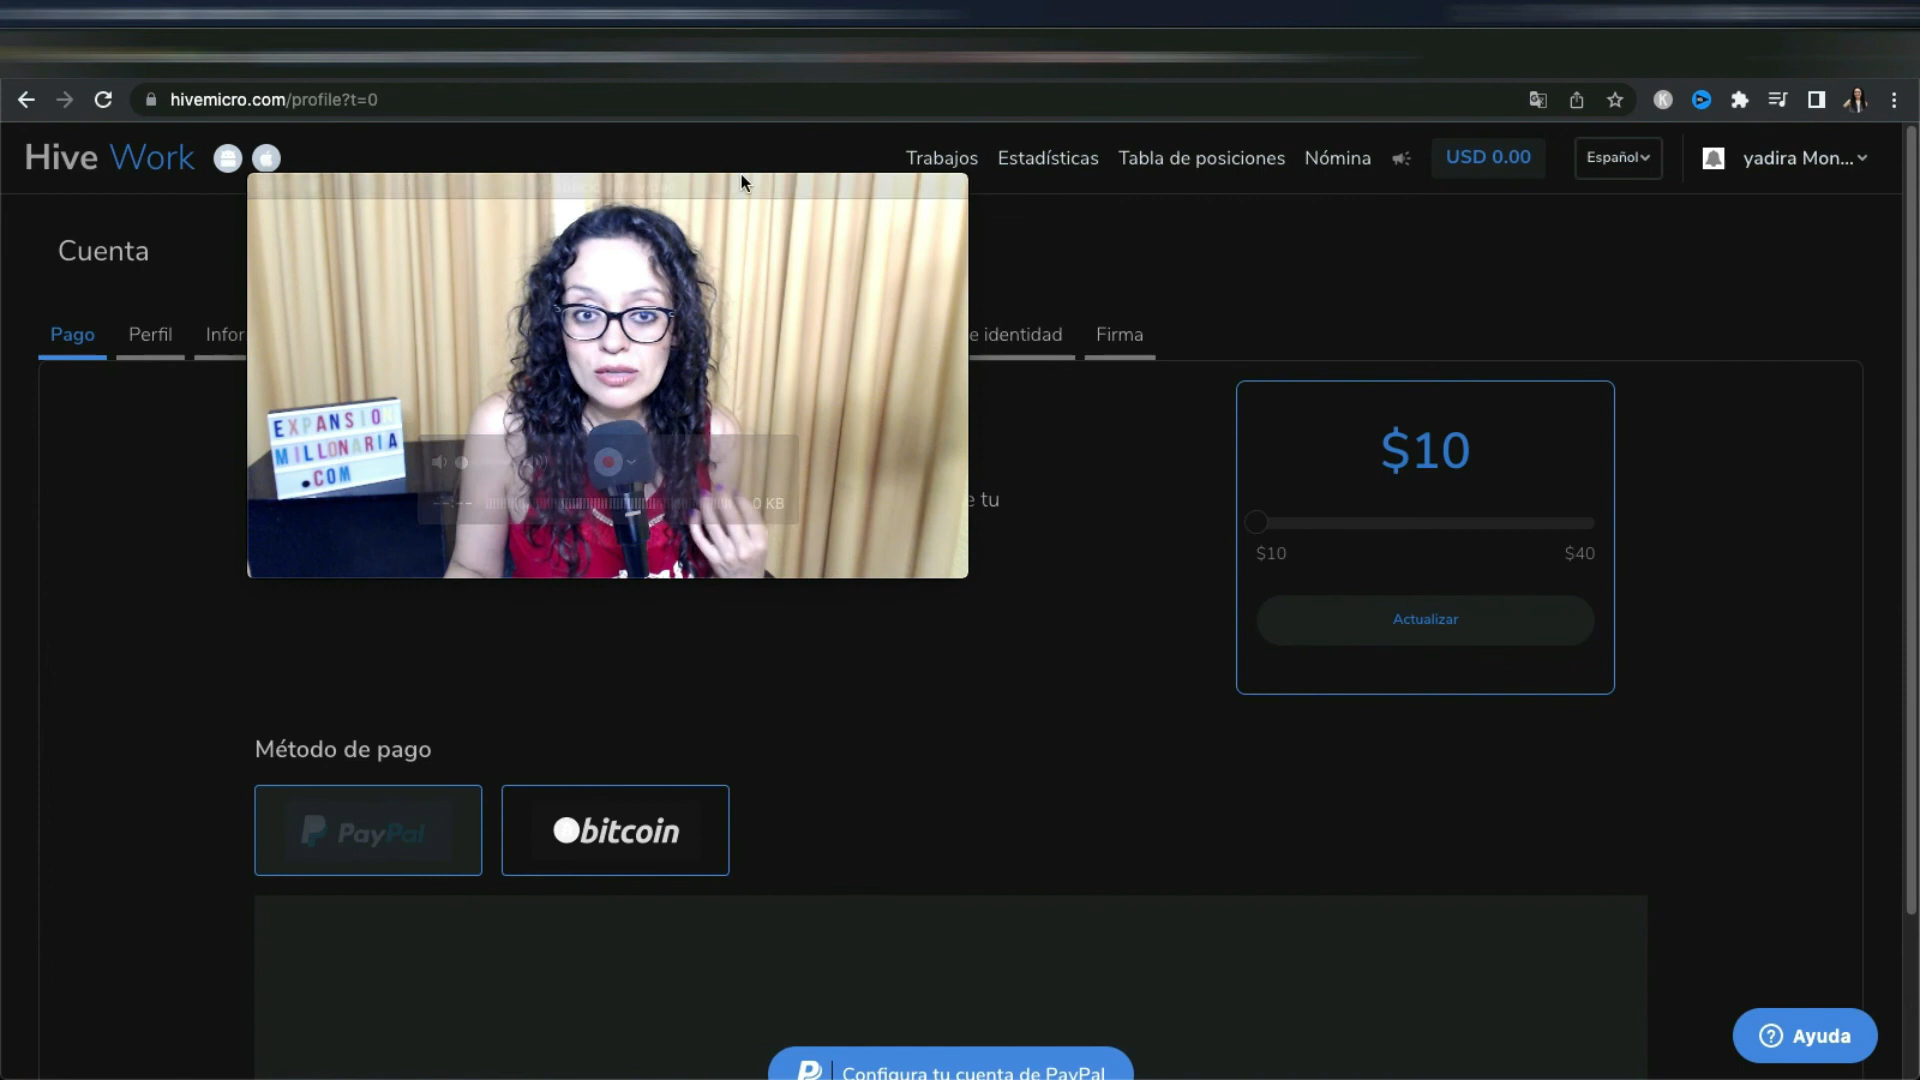 hivemicro.com/profile?t=0
Hive Work
Trabajos
Estadísticas
Tabla de posiciones
Nómina
USD 0.00
Español
yadira Mon...
Cuenta
Pago
Perfil
Infor
e identidad
Firma
EXPANSIO
MILLONARIA
.COM
--:--
0 KB
e tu
$10
$10
$40
Actualizar
Método de pago
PayPal
bitcoin
Configura tu cuenta de PayPal
Ayuda